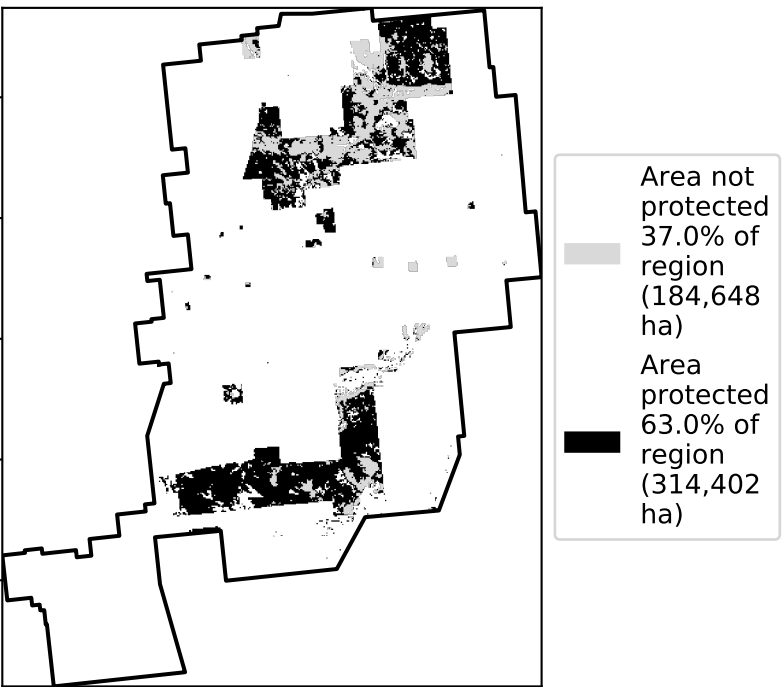 Area not
protected
37.0% of
region
(184,648
ha)
Area
protected
63.0% of
region
(314,402
ha)